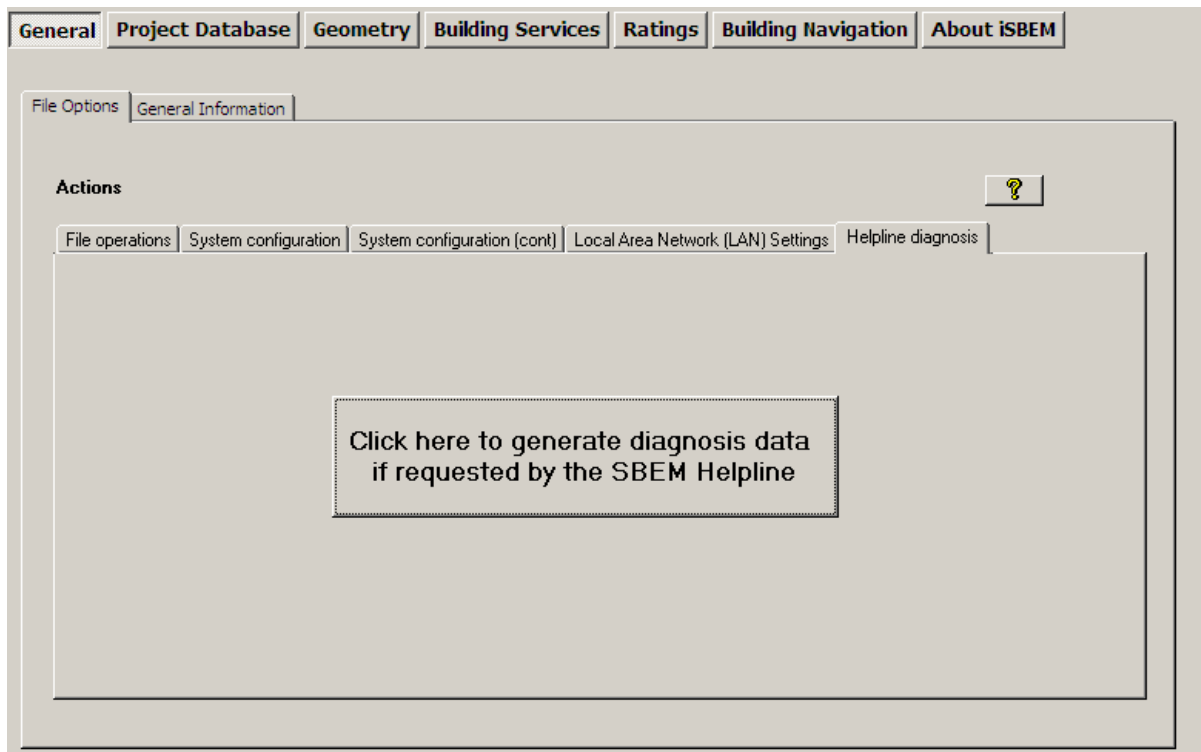 General Project Database Geometry Building Services Ratings Building Navigation About iSBEM
File Options General Information
Actions
?
File operations System configuration System configuration (cont) Local Area Network (LAN) Settings Helpline diagnosis
Click here to generate diagnosis data
if requested by the SBEM Helpline